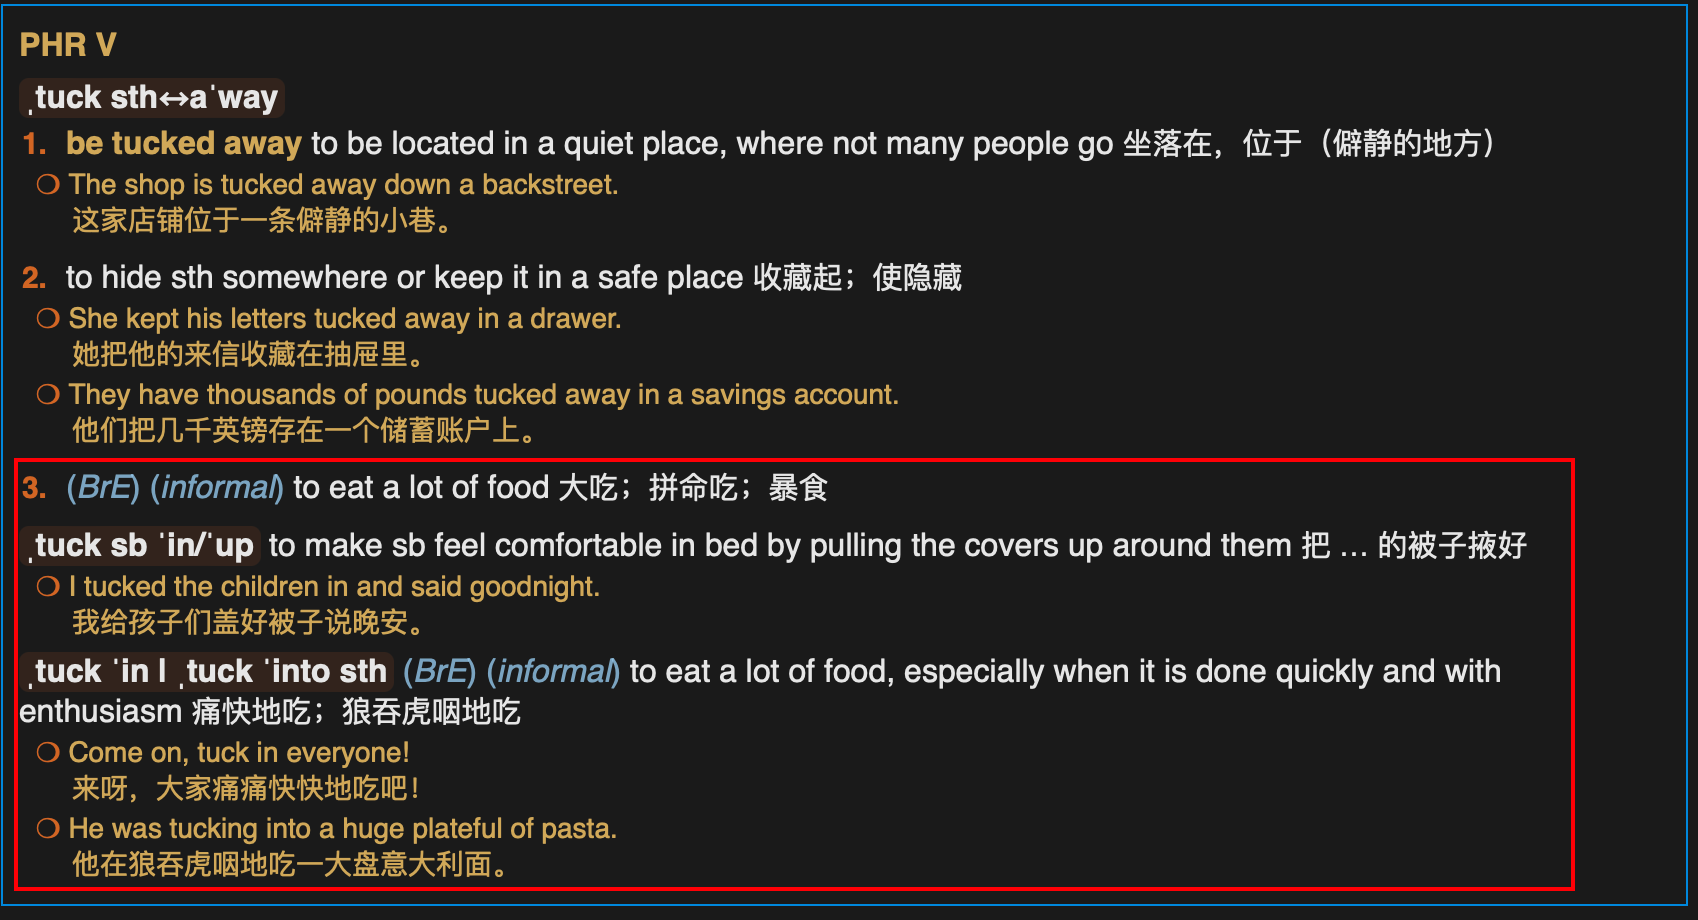 PHR V
ˌtuck sth↔aˈway
1. be tucked away to be located in a quiet place, where not many people go 坐落在，位于（僻静的地方）
❍ The shop is tucked away down a backstreet.
这家店铺位于一条僻静的小巷。
2. to hide sth somewhere or keep it in a safe place 收藏起；使隐藏
❍ She kept his letters tucked away in a drawer.
她把他的来信收藏在抽屉里。
❍ They have thousands of pounds tucked away in a savings account.
他们把几千英镑存在一个储蓄账户上。
3. (BrE) (informal) to eat a lot of food 大吃；拼命吃；暴食
ˌtuck sb ˈin/ˈup to make sb feel comfortable in bed by pulling the covers up around them 把 … 的被子掖好
❍ I tucked the children in and said goodnight.
我给孩子们盖好被子说晚安。
ˌtuck ˈin | ˌtuck ˈinto sth (BrE) (informal) to eat a lot of food, especially when it is done quickly and with
enthusiasm 痛快地吃；狼吞虎咽地吃
❍ Come on, tuck in everyone!
来呀，大家痛痛快快地吃吧！
❍ He was tucking into a huge plateful of pasta.
他在狼吞虎咽地吃一大盘意大利面。